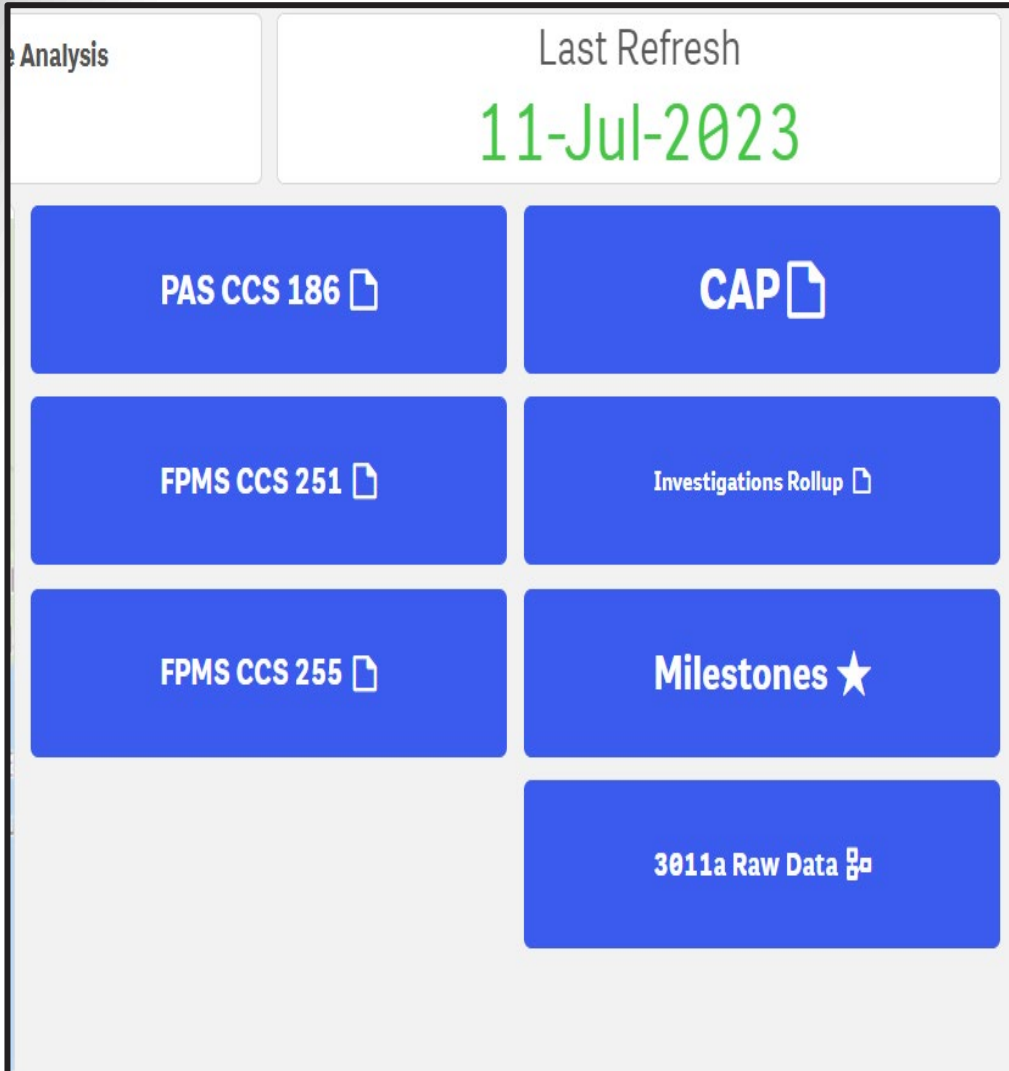 Analysis
Last Refresh
11-Jul-2023
PAS CCS 186
CAP
FPMS CCS 251
Investigations Rollup
FPMS CCS 255
Milestones
3011a Raw Data